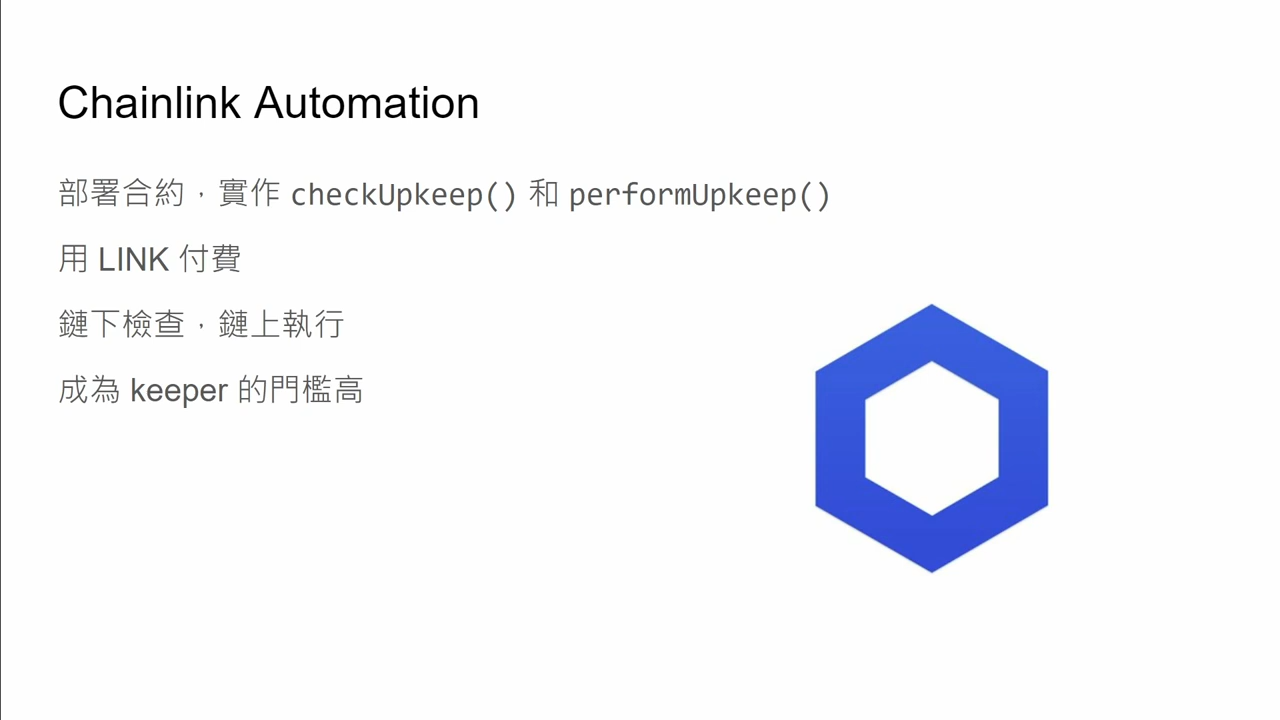 Chainlink Automation
部署合約，實作 checkUpkeep() 和 performUpkeep()
用 LINK 付費
鏈下檢查，鏈上執行
成為 keeper 的門檻高